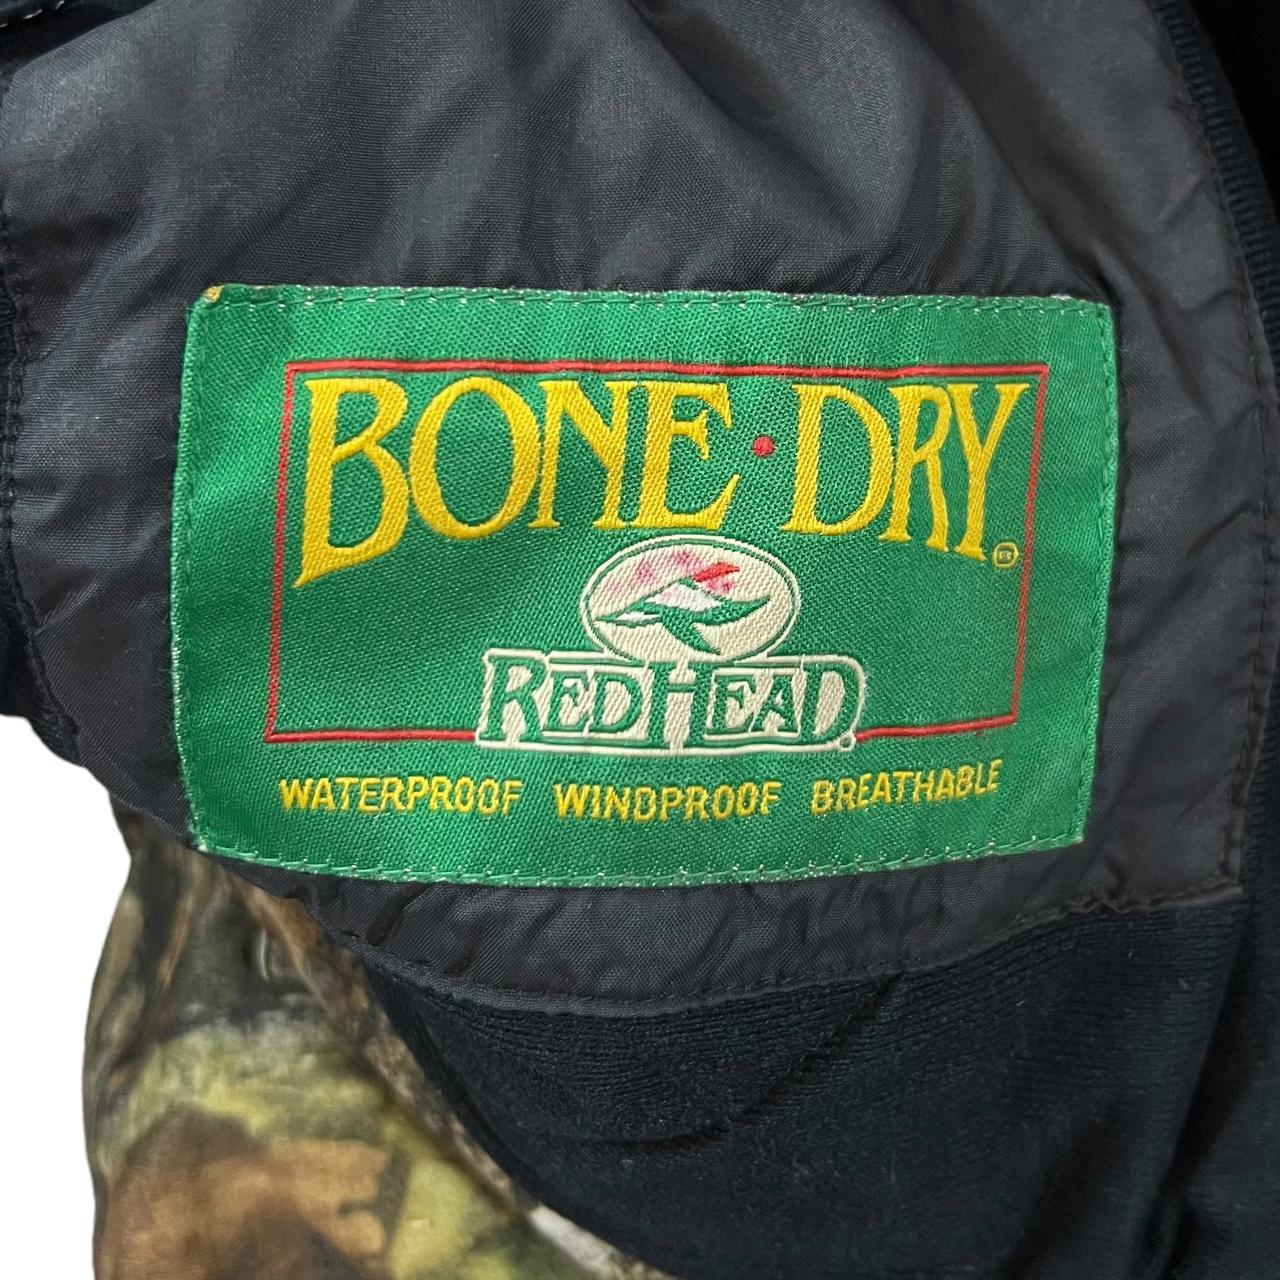 BONE·DRY®
REDHEAD
WATERPROOF WINDPROOF BREATHABLE